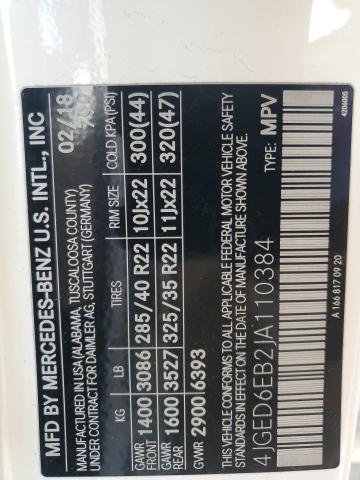 MFD BY MERCEDES-BENZ U.S. INTL., INC
MANUFACTURED IN USA (ALABAMA, TUSCALOOSA COUNTY)
UNDER CONTRACT FOR DAIMLER AG, STUTTGART (GERMANY)
02/18
KG LB TIRES RIM SIZE COLD KPA(PSI)
GAWR FRONT 1400 3086 285/40 R22 10Jx22 300(44)
GAWR REAR 1600 3527 325/35 R22 11Jx22 320(47)
GVWR 2900 6393
THIS VEHICLE CONFORMS
TO ALL APPLICABLE FEDERAL MOTOR VEHICLE SAFETY
STANDARDS IN EFFECT ON THE
DATE OF MANUFACTURE SHOWN ABOVE.
4JGED6EB2JA110384 TYPE: MPV
A 166 817 09 20
4204005